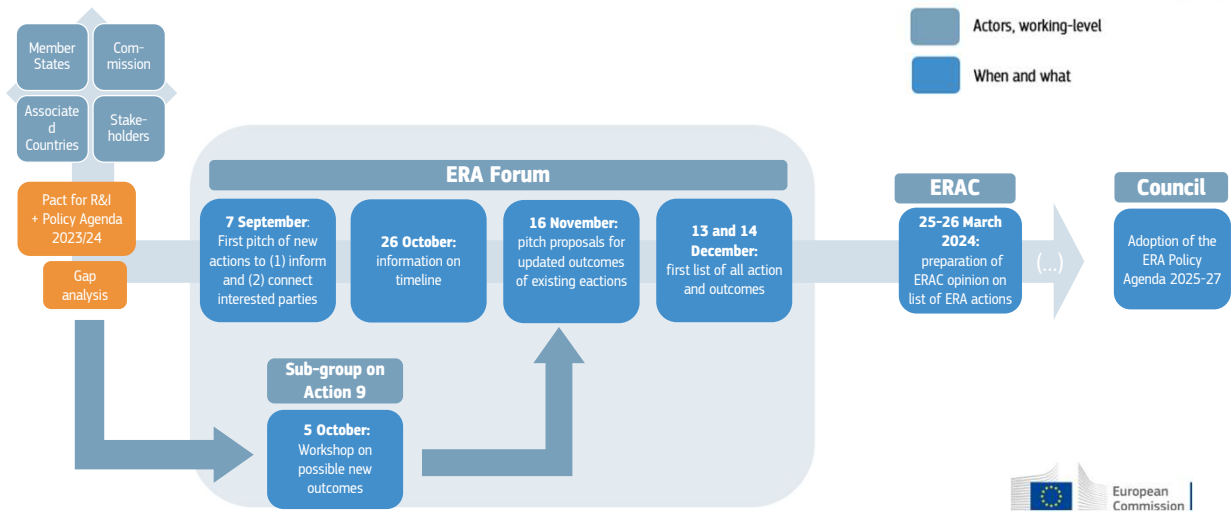 Member
States
Com-
mission
Associate
d
Countries
Stake-
holders
Pact for R&I
+ Policy Agenda
2023/24
Gap
analysis
Actors, working-level
When and what
ERA Forum
7 September:
First pitch of new
actions to (1) inform
and (2) connect
interested parties
26 October:
information on
timeline
16 November:
pitch proposals for
updated outcomes
of existing eactions
13 and 14
December:
first list of all action
and outcomes
Sub-group on
Action 9
5 October:
Workshop on
possible new
outcomes
ERAC
25-26 March
2024:
preparation of
ERAC opinion on
list of ERA actions
(...)
Council
Adoption of the
ERA Policy
Agenda 2025-27
European
Commission